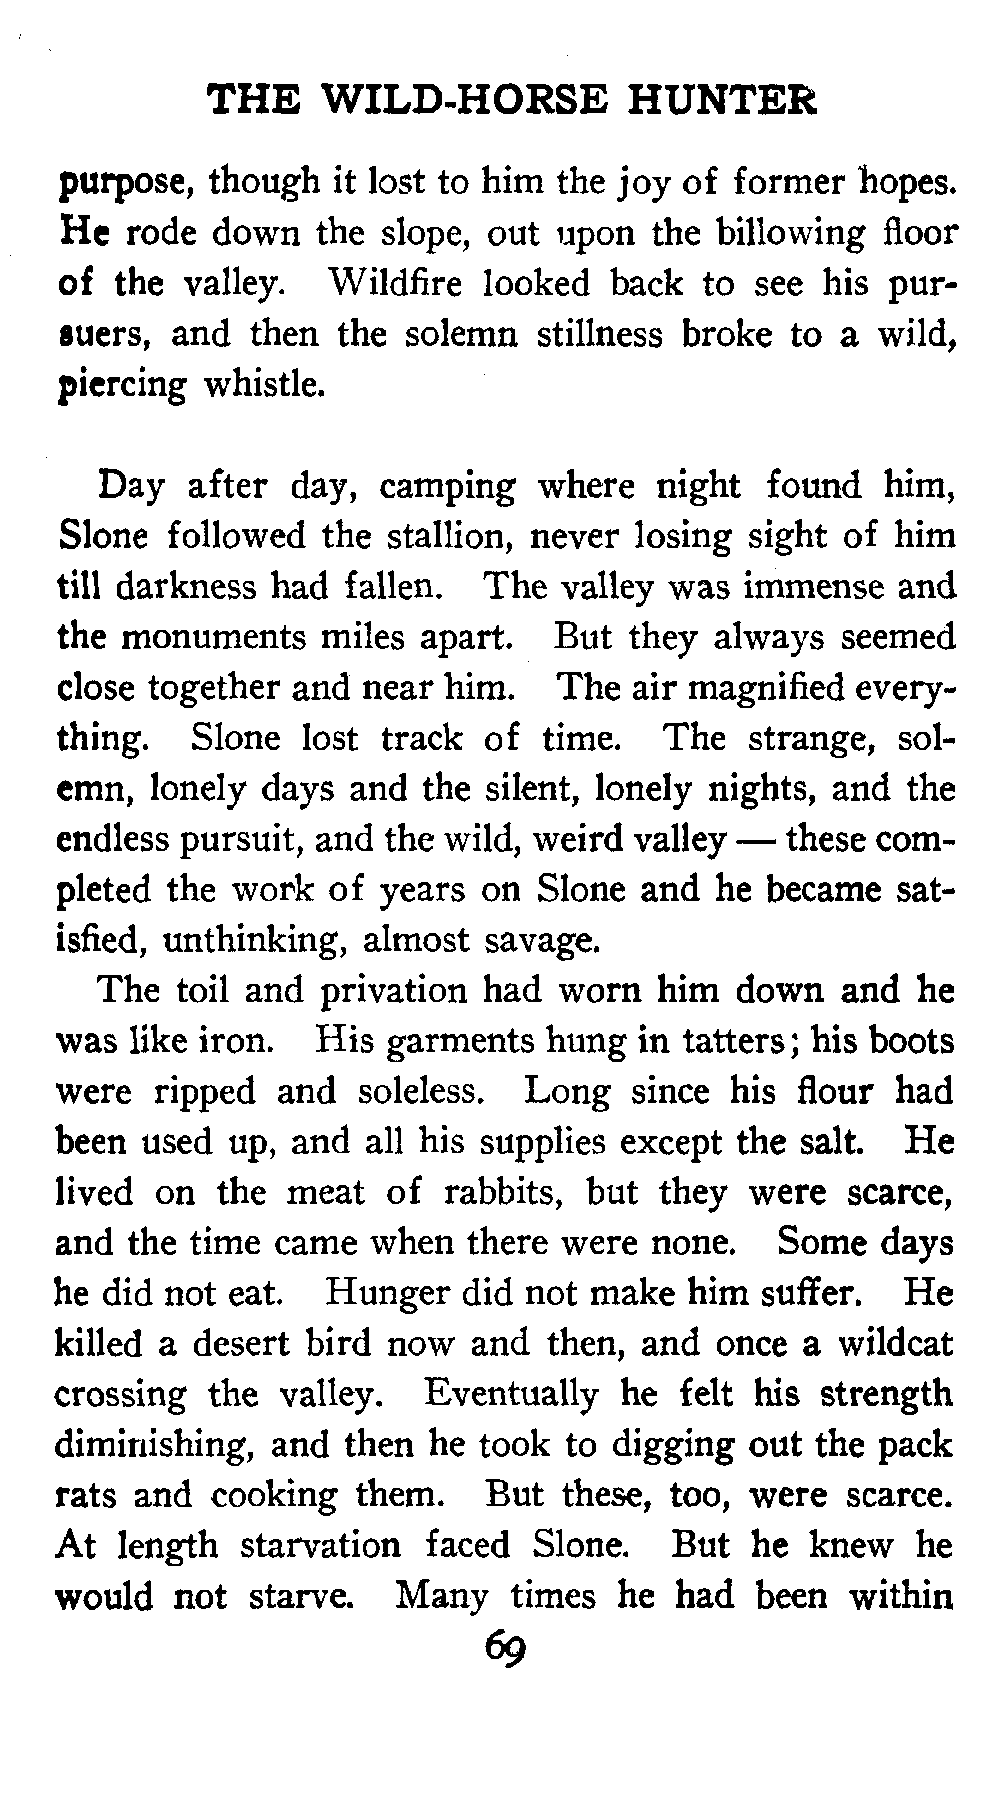 THE WILD-HORSE HUNTER
purpose, though it lost to him the joy of former hopes.
He rode down the slope, out upon the billowing floor
of the valley. Wildfire looked back to see his pur-
suers, and then the solemn stillness broke to a wild,
piercing whistle.
Day after day, camping where night found him,
Slone followed the stallion, never losing sight of him
till darkness had fallen. The valley was immense and
the monuments miles apart. But they always seemed
close together and near him. The air magnified every-
thing. Slone lost track of time. The strange, sol-
emn, lonely days and the silent, lonely nights, and the
endless pursuit, and the wild, weird valley — these com-
pleted the work of years on Slone and he became sat-
isfied, unthinking, almost savage.
The toil and privation had worn him down and he
was like iron. His garments hung in tatters; his boots
were ripped and soleless. Long since his flour had
been used up, and all his supplies except the salt. He
lived on the meat of rabbits, but they were scarce,
and the time came when there were none. Some days
he did not eat. Hunger did not make him suffer. He
killed a desert bird now and then, and once a wildcat
crossing the valley. Eventually he felt his strength
diminishing, and then he took to digging out the pack
rats and cooking them. But these, too, were scarce.
At length starvation faced Slone. But he knew he
would not starve. Many times he had been within
69